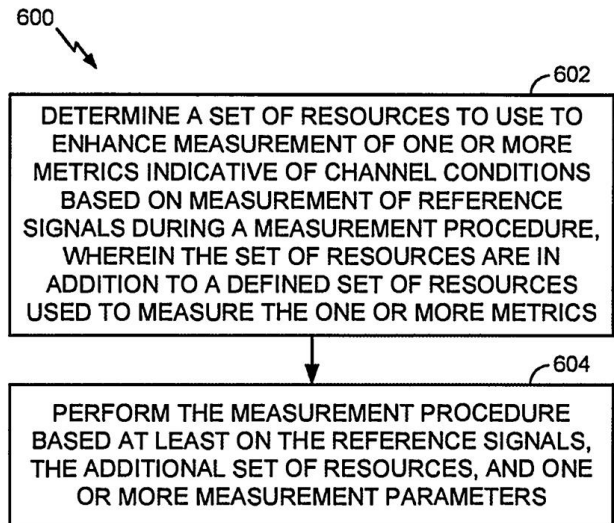 600
602
DETERMINE A SET OF RESOURCES TO USE TO
ENHANCE MEASUREMENT OF ONE OR MORE
METRICS INDICATIVE OF CHANNEL CONDITIONS
BASED ON MEASUREMENT OF REFERENCE
SIGNALS DURING A MEASUREMENT PROCEDURE,
WHEREIN THE SET OF RESOURCES ARE IN
ADDITION TO A DEFINED SET OF RESOURCES
USED TO MEASURE THE ONE OR MORE METRICS
604
PERFORM THE MEASUREMENT PROCEDURE
BASED AT LEAST ON THE REFERENCE SIGNALS,
THE ADDITIONAL SET OF RESOURCES, AND ONE
OR MORE MEASUREMENT PARAMETERS